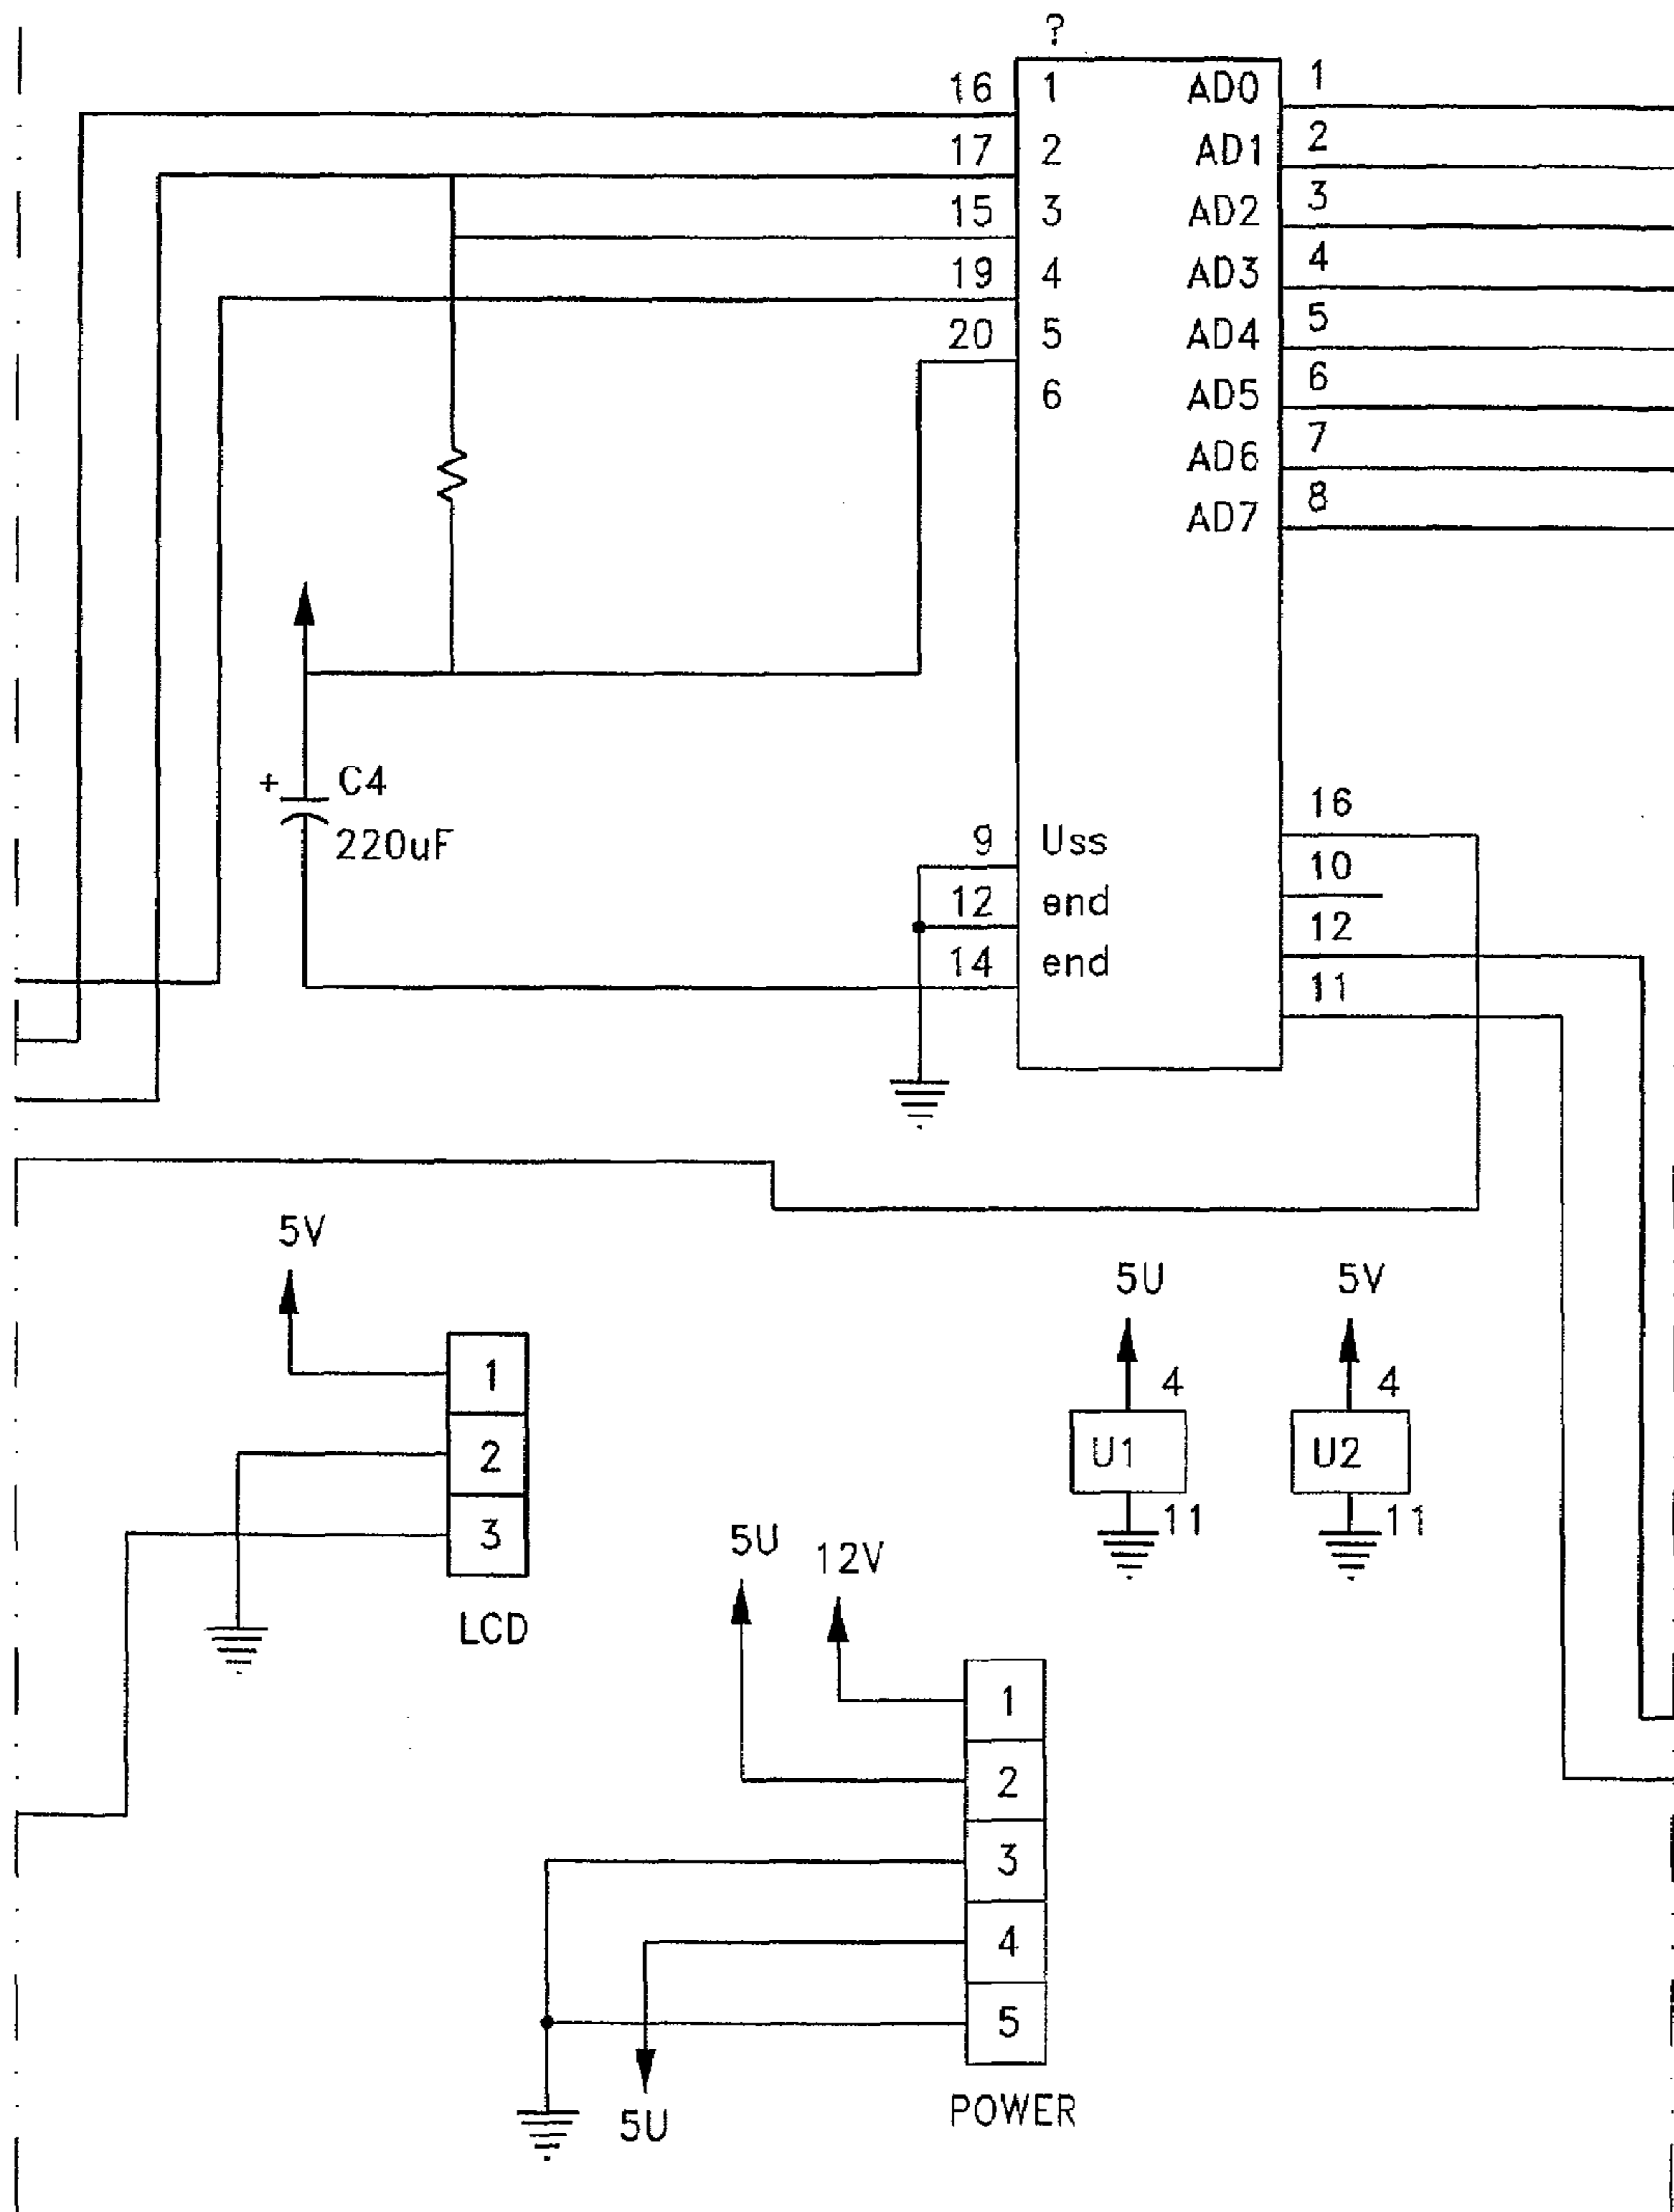 ?
16 1 AD0 1
17 2 AD1 2
15 3 AD2 3
19 4 AD3 4
20 5 AD4 5
6 AD5 6
AD6 7
AD7 8
+ C4
220uF
16
9 Uss
10
12 end
12
14 end
11
5V
5U
5V
1
4
4
2
U1
U2
3
11
11
LCD
5U
12V
1
2
3
4
5
5U
POWER